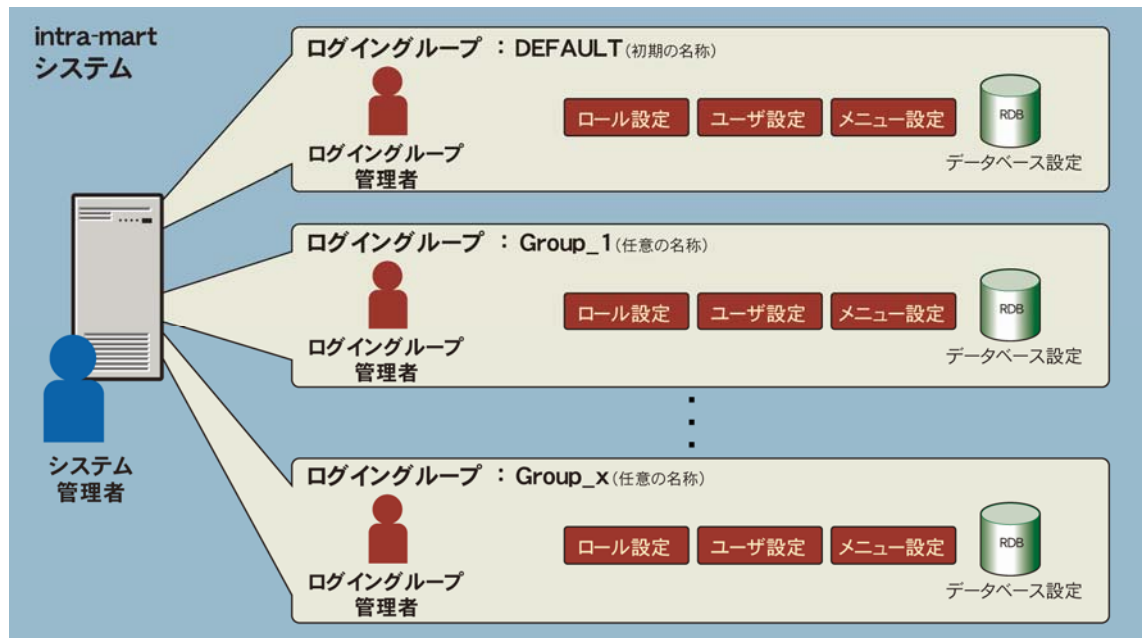 intra-mart
システム
ログイングループ ： DEFAULT(初期の名称)
ログイングループ
管理者
ロール設定 ユーザ設定 メニュー設定
RDB
データベース設定
ログイングループ ： Group_1(任意の名称)
ログイングループ
管理者
ロール設定 ユーザ設定 メニュー設定
RDB
データベース設定
システム
管理者
ログイングループ ： Group_x(任意の名称)
ログイングループ
管理者
ロール設定 ユーザ設定 メニュー設定
RDB
データベース設定